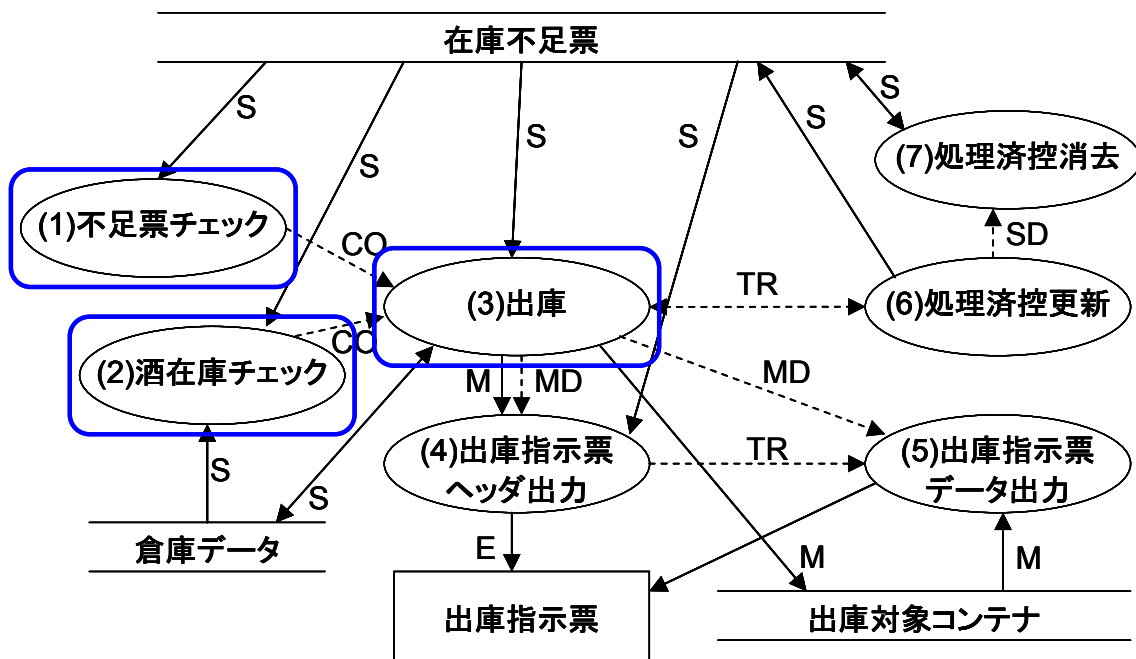 在庫不足票
S
S
S
S
S
S
(7)処理済控消去
(1)不足票チェック
CO
SD
(3)出庫
TR
(6)処理済控更新
CO
(2)酒在庫チェック
M
MD
MD
S
S
(4)出庫指示票
ヘッダ出力
TR
(5)出庫指示票
データ出力
倉庫データ
E
M
M
出庫指示票
出庫対象コンテナ